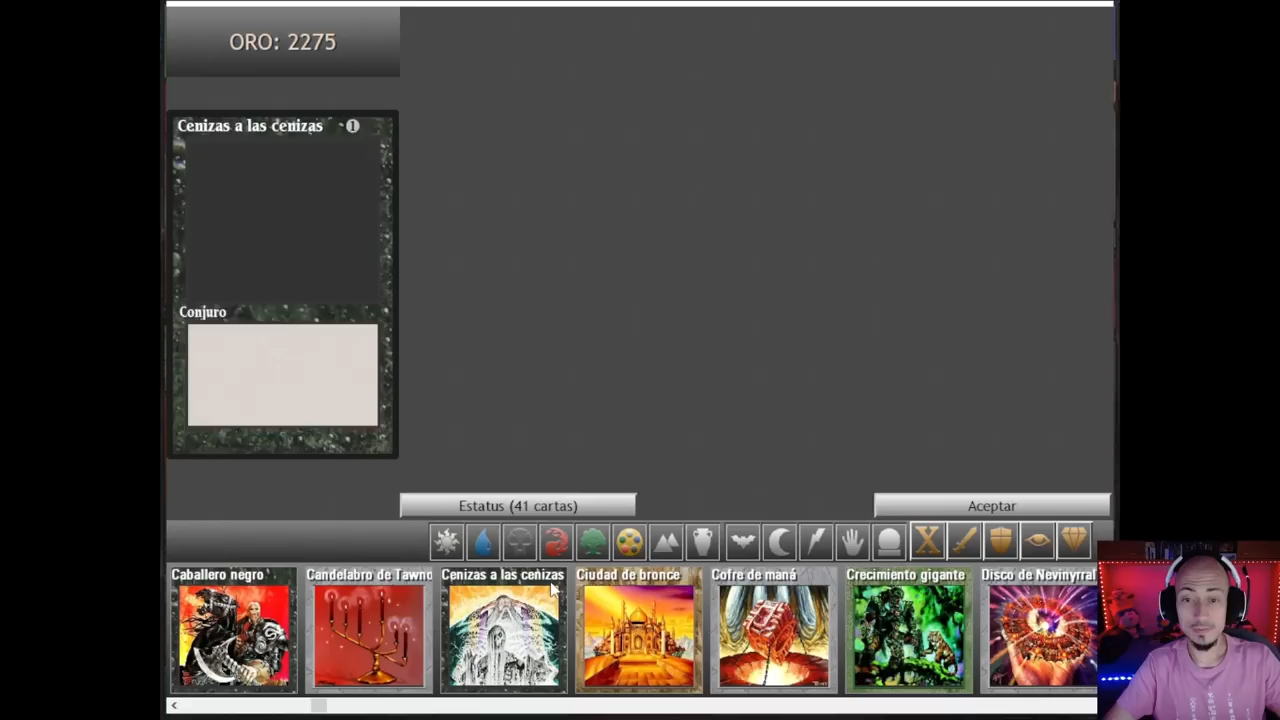 ORO: 2275
Cenizas a las cenizas 1
Conjuro
Estatus (41 cartas)
Aceptar
Caballero negro
Candelabro de Tawno
Cenizas a las cenizas
Ciudad de bronce
Cofre de maná
Crecimiento gigante
Disco de Nevinyrral